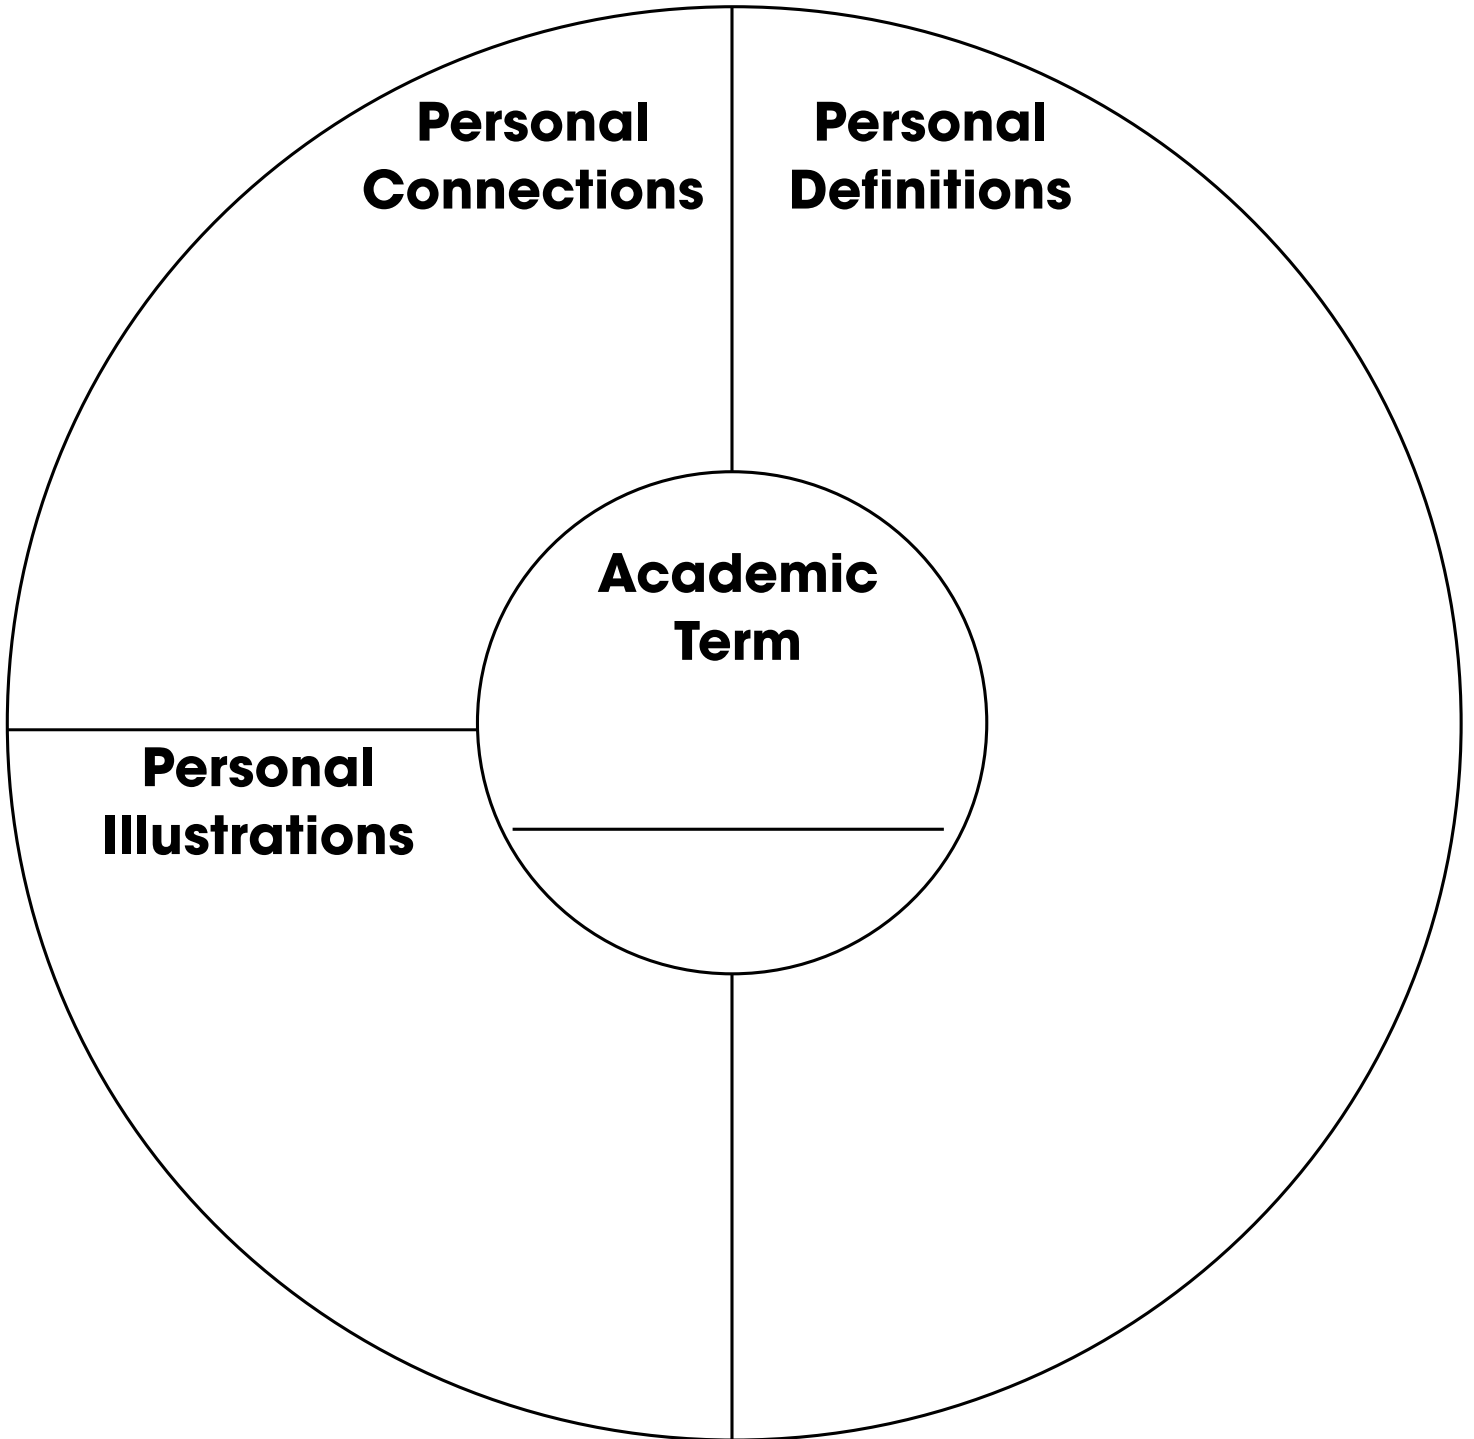 Personal
Connections
Personal
Definitions
Academic
Term
Personal
Illustrations